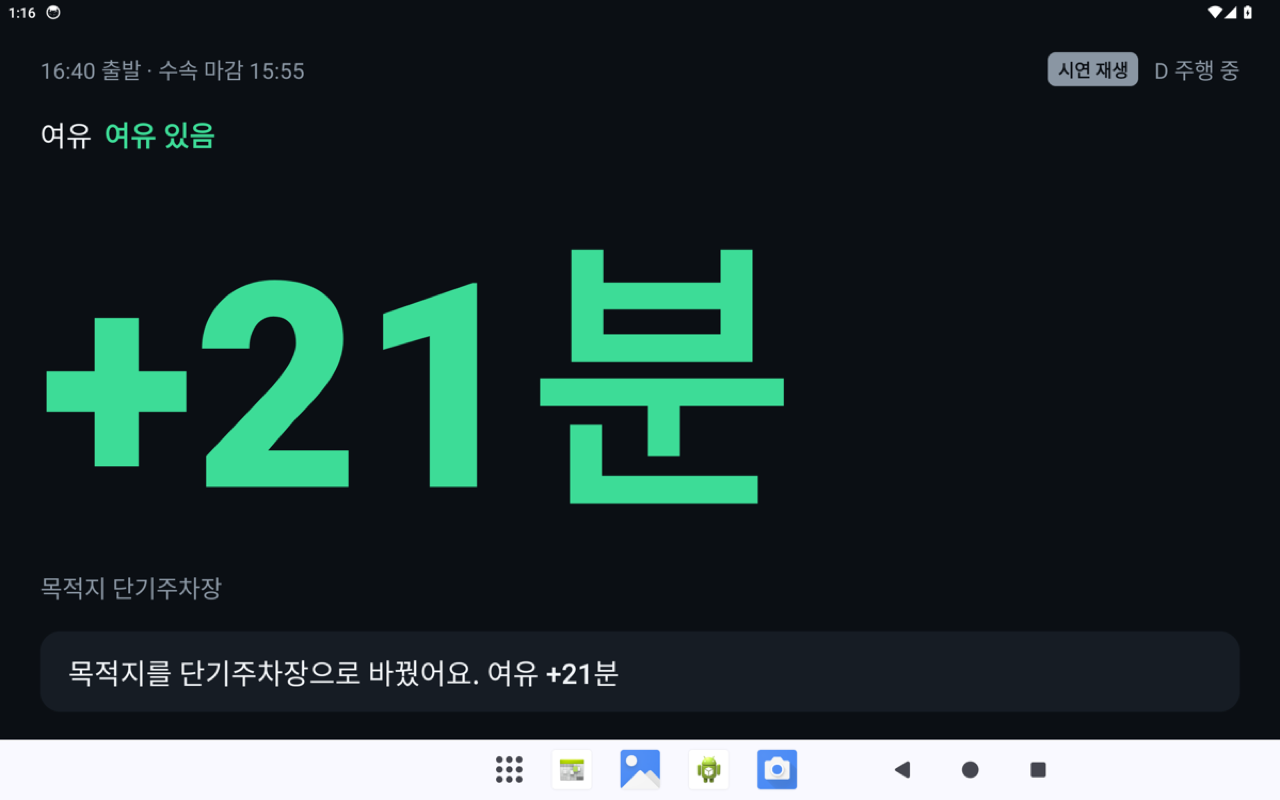 1:16
16:40 출발 · 수속 마감 15:55
시연 재생 D 주행 중
여유 여유 있음
+21분
목적지 단기주차장
목적지를 단기주차장으로 바꿨어요. 여유 +21분